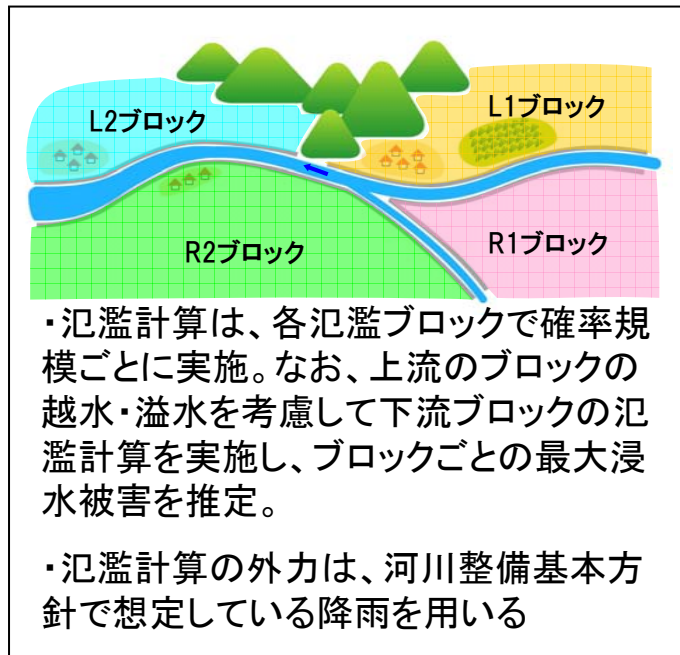 L2ブロック
L1ブロック
R2ブロック
R1ブロック
・氾濫計算は、各氾濫ブロックで確率規
模ごとに実施。なお、上流のブロックの
越水・溢水を考慮して下流ブロックの氾
濫計算を実施し、ブロックごとの最大浸
水被害を推定。
・氾濫計算の外力は、河川整備基本方
針で想定している降雨を用いる